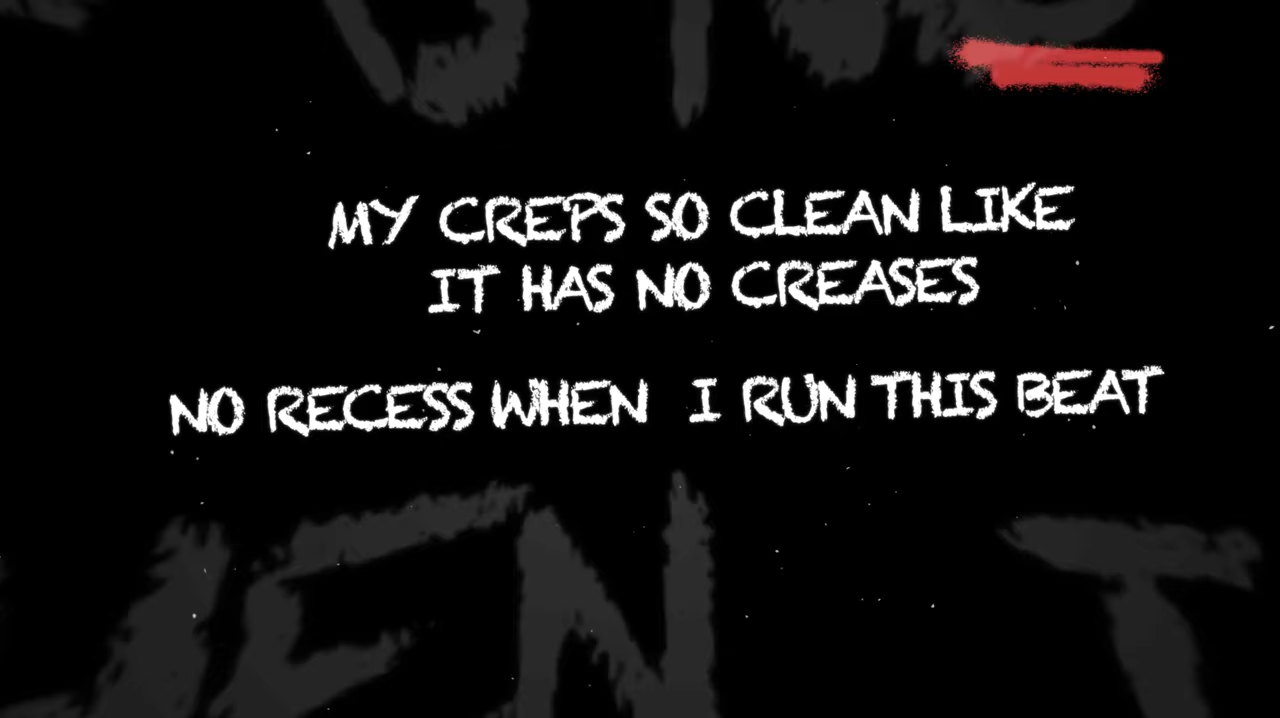 MY CREPS SO CLEAN LIKE
IT HAS NO CREASES
NO RECESS WHEN I RUN THIS BEAT